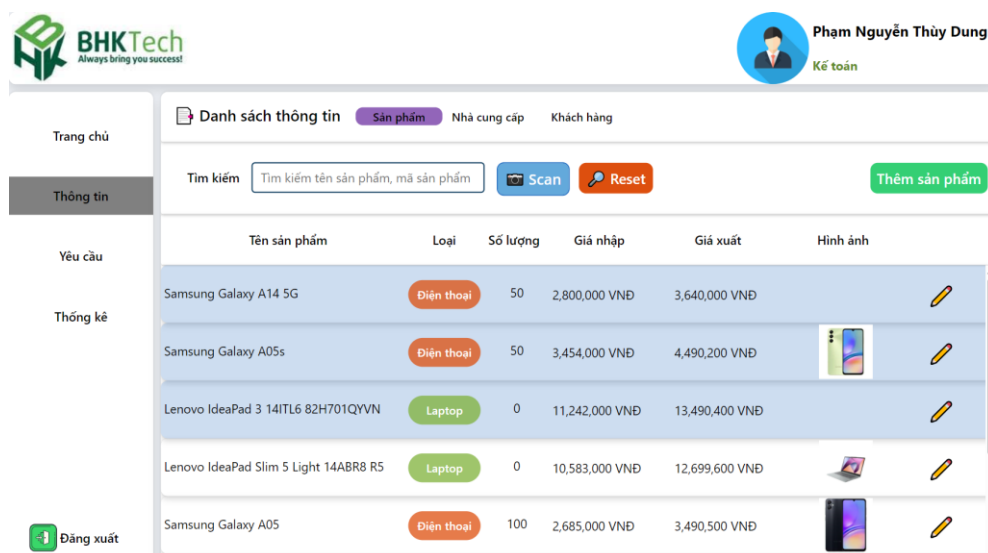 BHKTech
Always bring you success!
Phạm Nguyễn Thùy Dung
Kế toán
Trang chủ
Thông tin
Yêu cầu
Thống kê
Đăng xuất
Danh sách thông tin Sản phẩm Nhà cung cấp Khách hàng
Tìm kiếm Tìm kiếm tên sản phẩm, mã sản phẩm Scan Reset Thêm sản phẩm
Tên sản phẩm Loại Số lượng Giá nhập Giá xuất Hình ảnh
Samsung Galaxy A14 5G Điện thoại 50 2,800,000 VNĐ 3,640,000 VNĐ
Samsung Galaxy A05s Điện thoại 50 3,454,000 VNĐ 4,490,200 VNĐ
Lenovo IdeaPad 3 14ITL6 82H701QYVN Laptop 0 11,242,000 VNĐ 13,490,400 VNĐ
Lenovo IdeaPad Slim 5 Light 14ABR8 R5 Laptop 0 10,583,000 VNĐ 12,699,600 VNĐ
Samsung Galaxy A05 Điện thoại 100 2,685,000 VNĐ 3,490,500 VNĐ